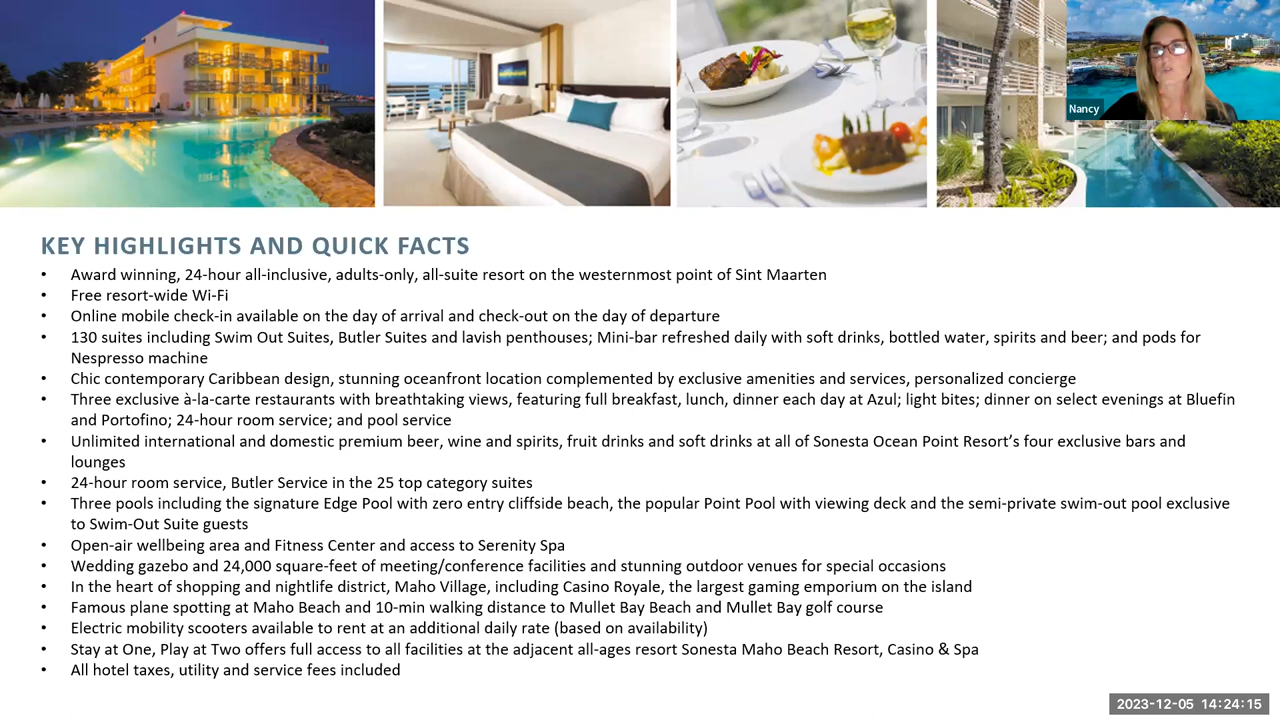 Nancy
KEY HIGHLIGHTS AND QUICK FACTS
• Award winning, 24-hour all-inclusive, adults-only, all-suite resort on the westernmost point of Sint Maarten
• Free resort-wide Wi-Fi
• Online mobile check-in available on the day of arrival and check-out on the day of departure
• 130 suites including Swim Out Suites, Butler Suites and lavish penthouses; Mini-bar refreshed daily with soft drinks, bottled water, spirits and beer; and pods for
Nespresso machine
• Chic contemporary Caribbean design, stunning oceanfront location complemented by exclusive amenities and services, personalized concierge
• Three exclusive à-la-carte restaurants with breathtaking views, featuring full breakfast, lunch, dinner each day at Azul; light bites; dinner on select evenings at Bluefin
and Portofino; 24-hour room service; and pool service
• Unlimited international and domestic premium beer, wine and spirits, fruit drinks and soft drinks at all of Sonesta Ocean Point Resort's four exclusive bars and
lounges
• 24-hour room service, Butler Service in the 25 top category suites
• Three pools including the signature Edge Pool with zero entry cliffside beach, the popular Point Pool with viewing deck and the semi-private swim-out pool exclusive
to Swim-Out Suite guests
• Open-air wellbeing area and Fitness Center and access to Serenity Spa
• Wedding gazebo and 24,000 square-feet of meeting/conference facilities and stunning outdoor venues for special occasions
• In the heart of shopping and nightlife district, Maho Village, including Casino Royale, the largest gaming emporium on the island
• Famous plane spotting at Maho Beach and 10-min walking distance to Mullet Bay Beach and Mullet Bay golf course
• Electric mobility scooters available to rent at an additional daily rate (based on availability)
• Stay at One, Play at Two offers full access to all facilities at the adjacent all-ages resort Sonesta Maho Beach Resort, Casino & Spa
• All hotel taxes, utility and service fees included
2023-12-05 14:24:15